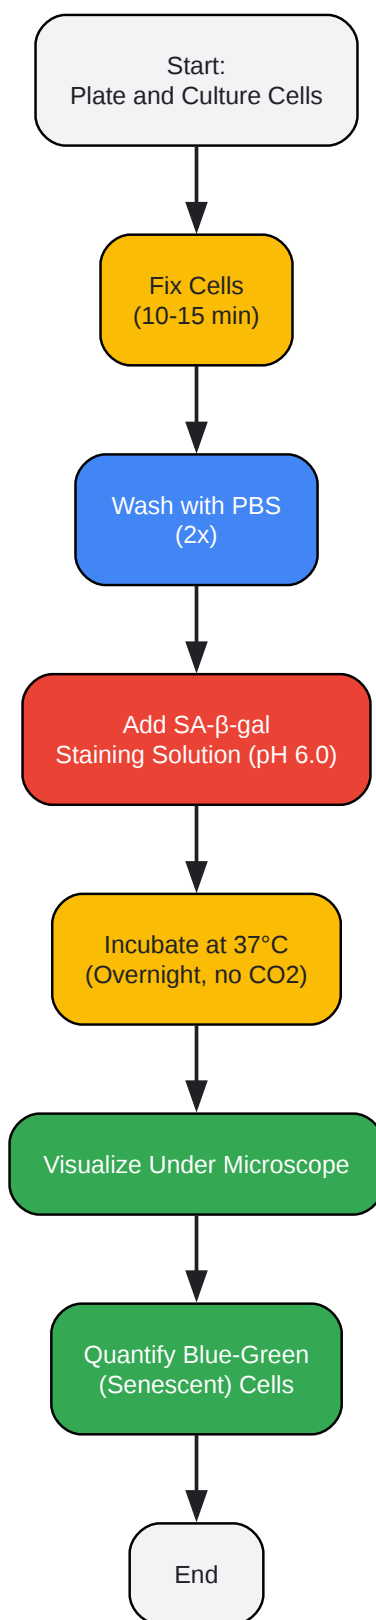 Start:
Plate and Culture Cells
Fix Cells
(10-15 min)
Wash with PBS
(2x)
Add SA-β-gal
Staining Solution (pH 6.0)
Incubate at 37°C
(Overnight, no CO2)
Visualize Under Microscope
Quantify Blue-Green
(Senescent) Cells
End